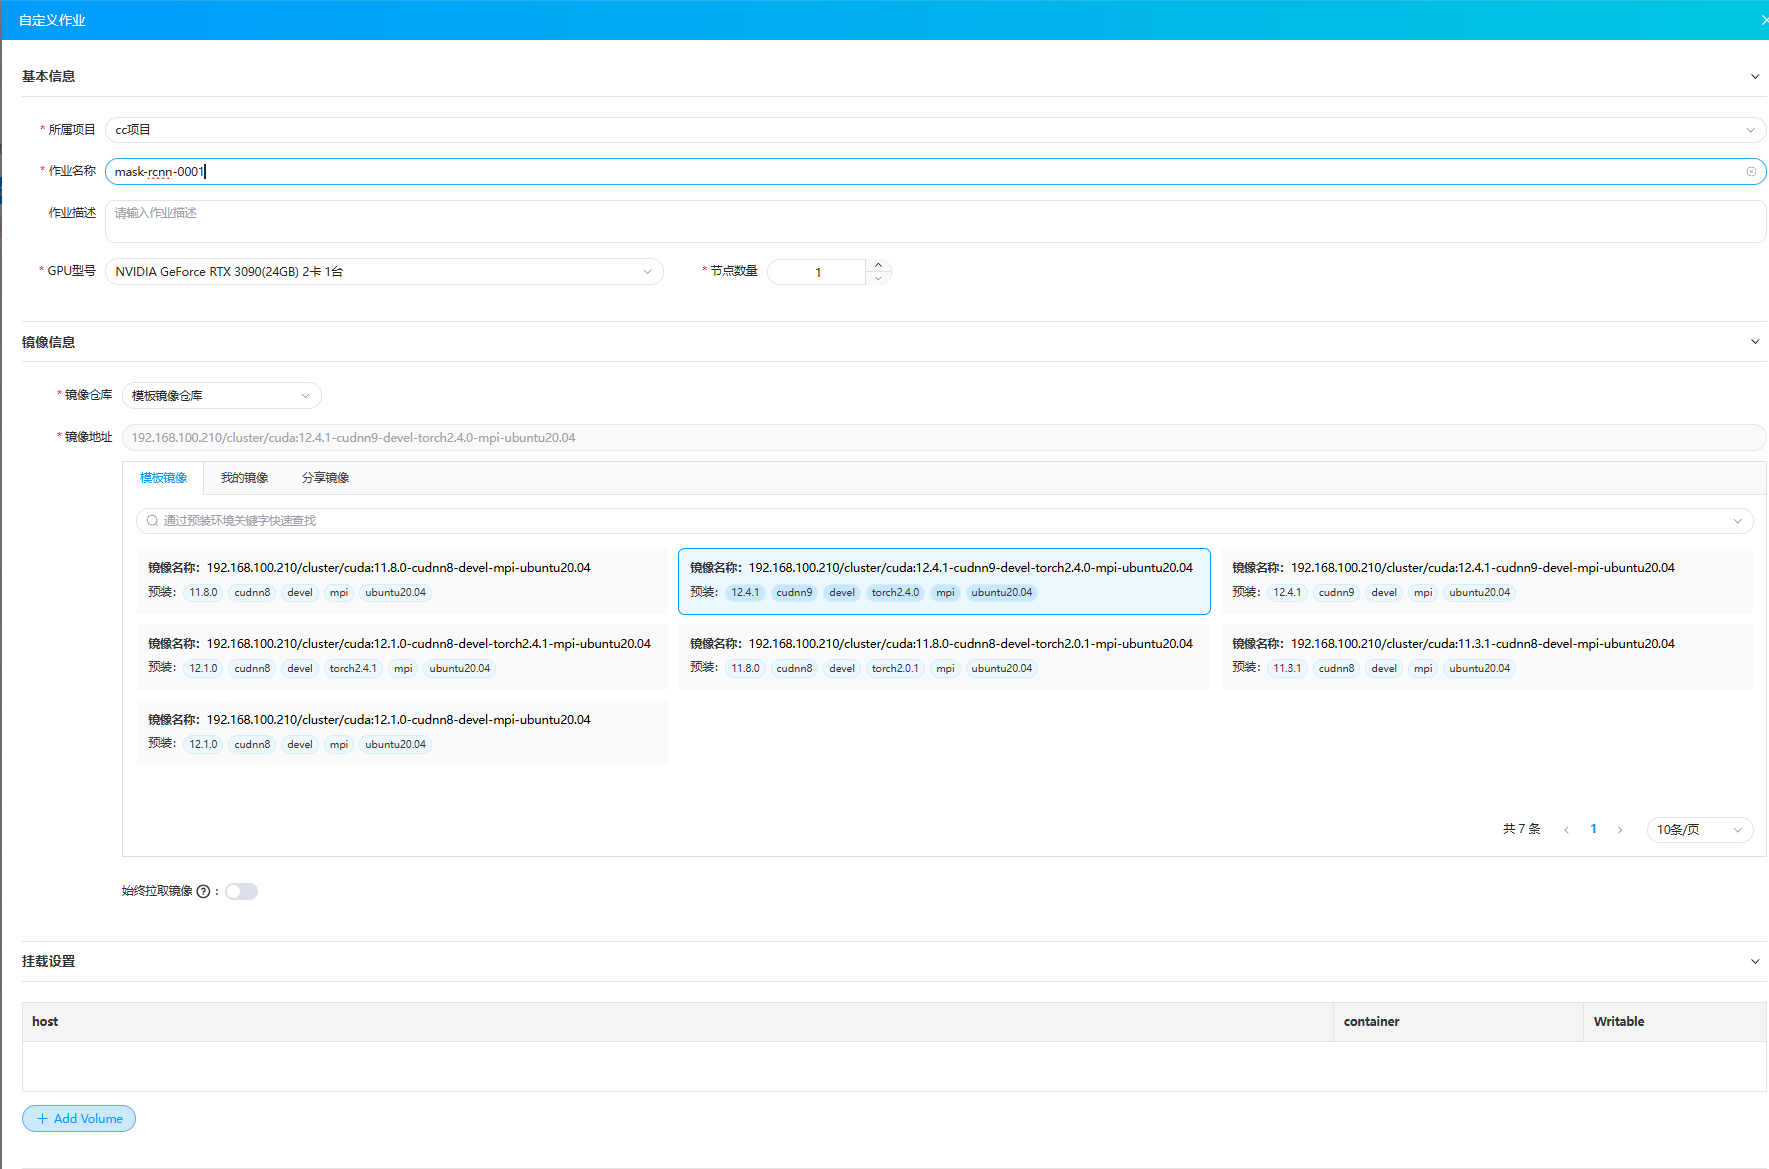 自定义作业
基本信息
* 所属项目 cc项目
* 作业名称 mask-rcnn-0001
作业描述 请输入作业描述
* GPU型号 NVIDIA GeForce RTX 3090(24GB) 2卡 1台 * 节点数量 1
镜像信息
* 镜像仓库 模板镜像仓库
* 镜像地址 192.168.100.210/cluster/cuda:12.4.1-cudnn9-devel-torch2.4.0-mpi-ubuntu20.04
模板镜像 我的镜像 分享镜像
通过预装环境关键字快速查找
镜像名称：192.168.100.210/cluster/cuda:11.8.0-cudnn8-devel-mpi-ubuntu20.04
预装： 11.8.0 cudnn8 devel mpi ubuntu20.04
镜像名称：192.168.100.210/cluster/cuda:12.4.1-cudnn9-devel-torch2.4.0-mpi-ubuntu20.04
预装： 12.4.1 cudnn9 devel torch2.4.0 mpi ubuntu20.04
镜像名称：192.168.100.210/cluster/cuda:12.4.1-cudnn9-devel-mpi-ubuntu20.04
预装： 12.4.1 cudnn9 devel mpi ubuntu20.04
镜像名称：192.168.100.210/cluster/cuda:12.1.0-cudnn8-devel-torch2.4.1-mpi-ubuntu20.04
预装： 12.1.0 cudnn8 devel torch2.4.1 mpi ubuntu20.04
镜像名称：192.168.100.210/cluster/cuda:11.8.0-cudnn8-devel-torch2.0.1-mpi-ubuntu20.04
预装： 11.8.0 cudnn8 devel torch2.0.1 mpi ubuntu20.04
镜像名称：192.168.100.210/cluster/cuda:11.3.1-cudnn8-devel-mpi-ubuntu20.04
预装： 11.3.1 cudnn8 devel mpi ubuntu20.04
镜像名称：192.168.100.210/cluster/cuda:12.1.0-cudnn8-devel-mpi-ubuntu20.04
预装： 12.1.0 cudnn8 devel mpi ubuntu20.04
共 7 条 1 10条/页
始终拉取镜像 ? :
挂载设置
host container Writable
+ Add Volume